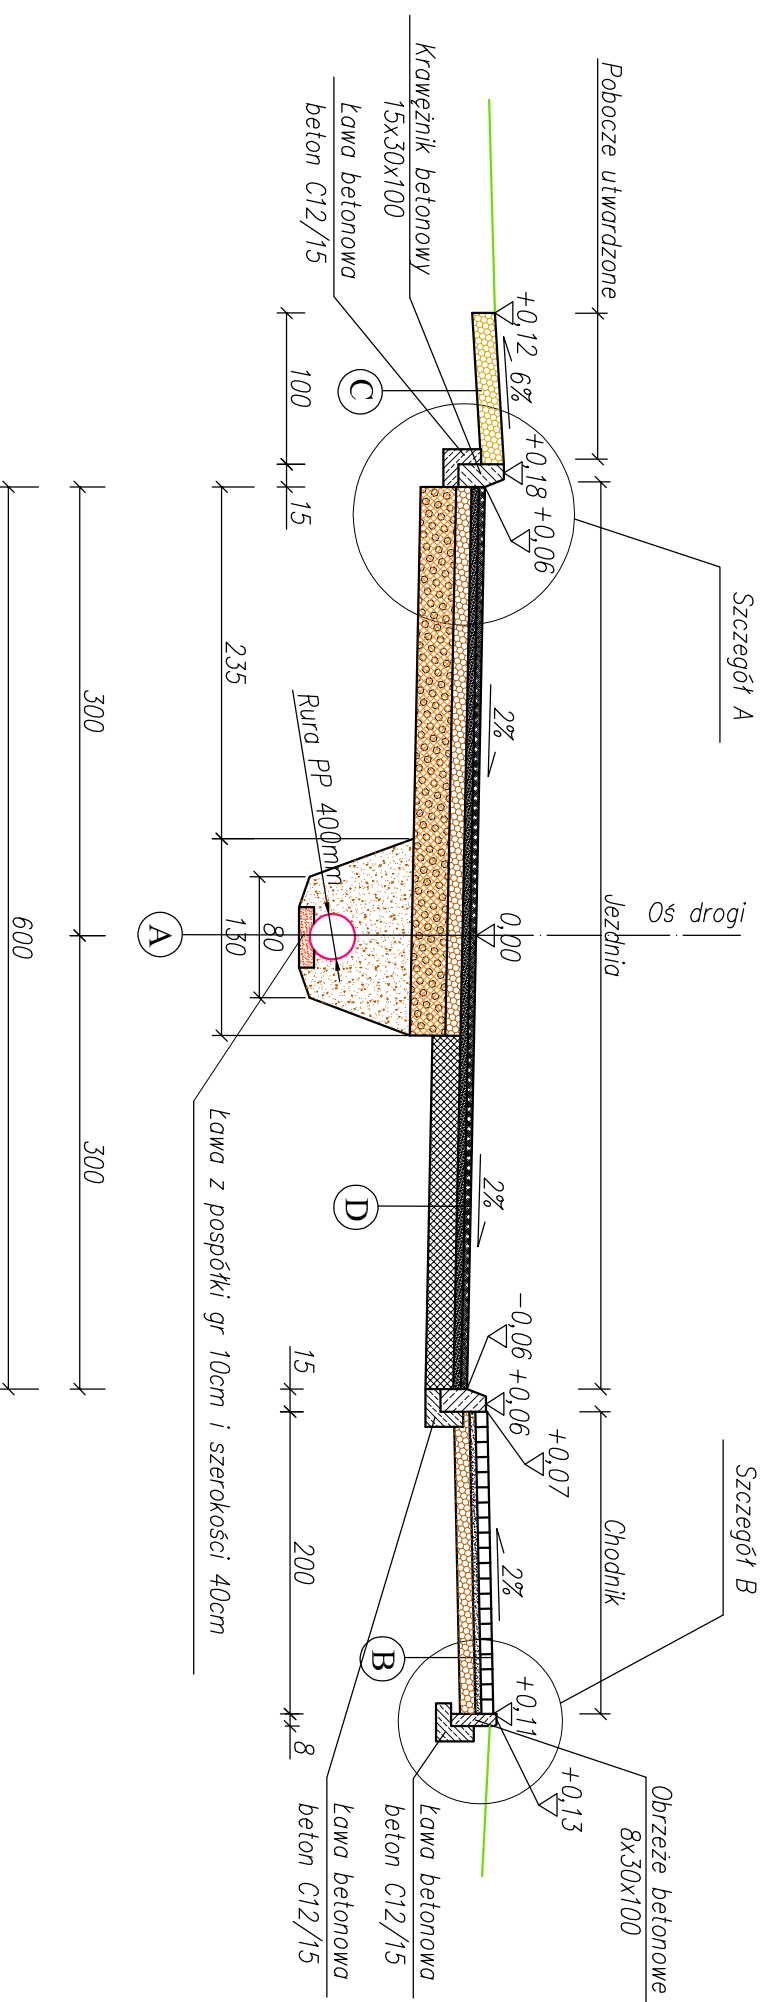 Pobocze utwardzone
Krawężnik betonowy
15x30x100
Ława betonowa
beton C12/15
Szczegół A
Jezdnia
Oś drogi
Chodnik
Szczegół B
Obrzeże betonowe
8x30x100
Ława betonowa
beton C12/15
Ława betonowa
beton C12/15
+0,12
6%
+0,18
+0,06
2%
0,00
2%
-0,06
+0,06
+0,07
2%
+0,11
+0,13
C
A
D
B
Rura PP 400mm
Ława z pospółki gr 10cm i szerokości 40cm
100
15
235
130
80
15
200
8
300
300
600